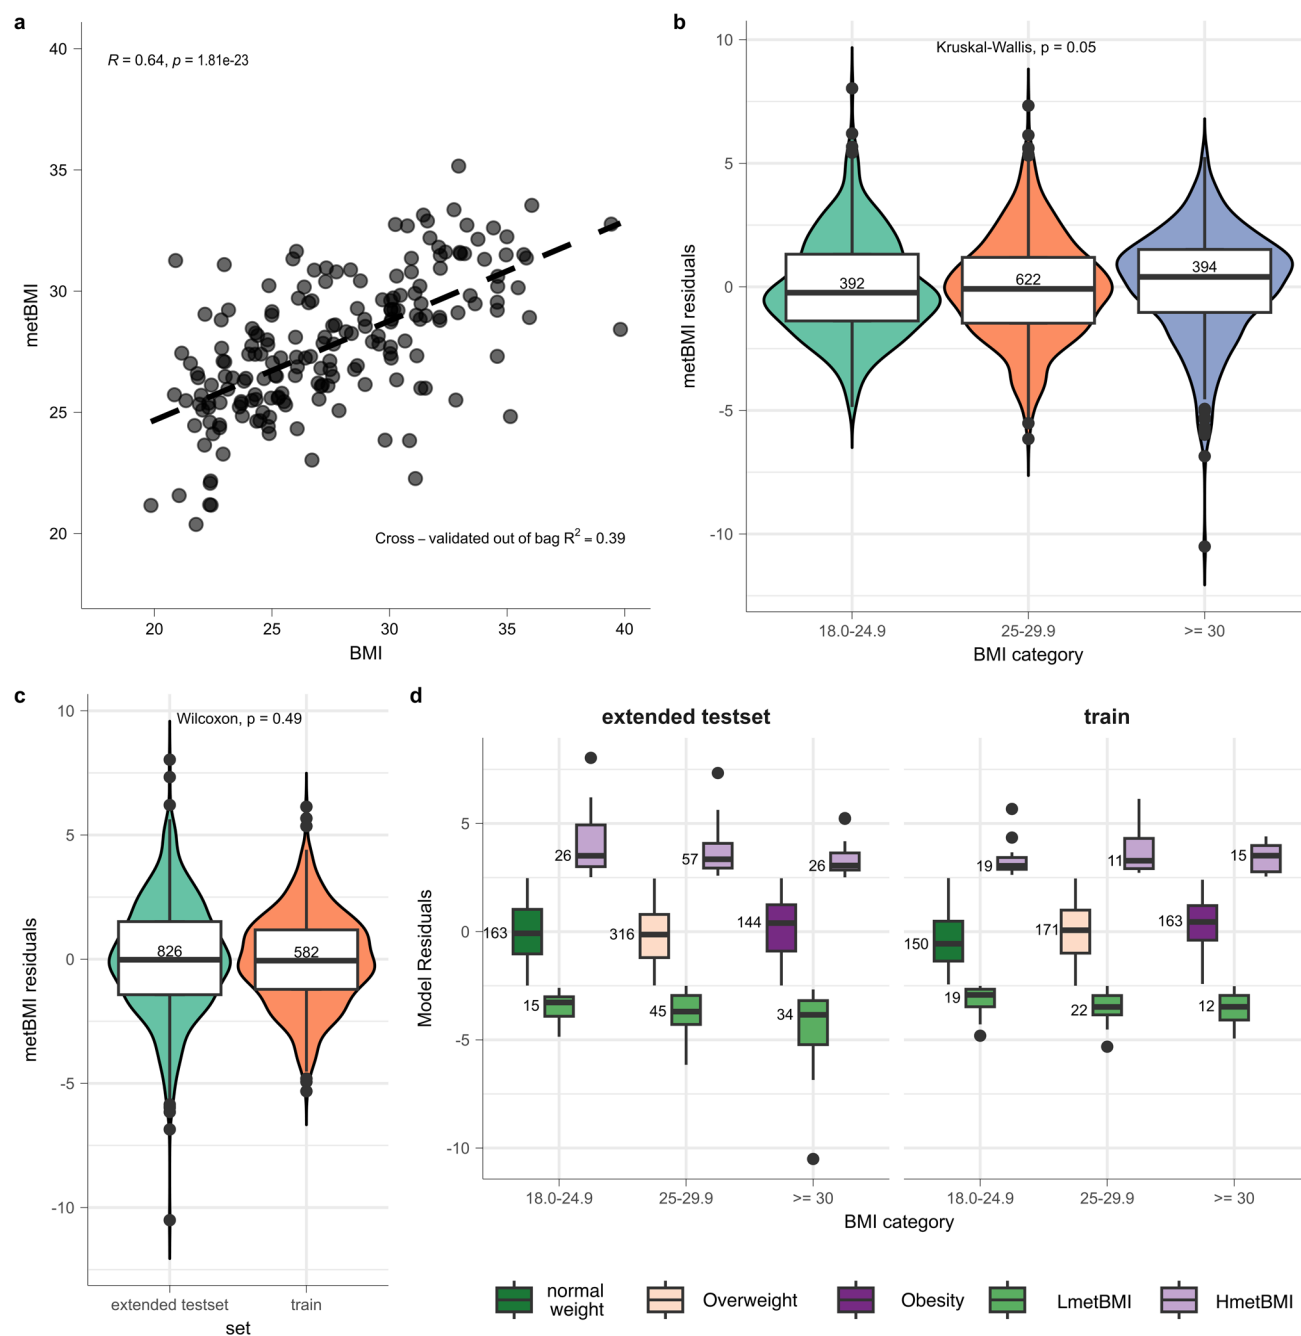 a
40
35
30
25
20
metBMI
R = 0.64, p = 1.81e-23
Cross – validated out of bag R² = 0.39
20 25 30 35 40
BMI
b
10
5
0
-5
-10
metBMI residuals
Kruskal-Wallis, p = 0.05
392 622 394
18.0-24.9 25-29.9 >= 30
BMI category
c
10
5
0
-5
-10
metBMI residuals
Wilcoxon, p = 0.49
826 582
extended testset train
set
d
extended testset train
5
0
-5
-10
Model Residuals
26 57 26 19 11 15
163 316 144 150 171 163
15 45 34 19 22 12
18.0-24.9 25-29.9 >= 30 18.0-24.9 25-29.9 >= 30
BMI category
normal
weight
Overweight Obesity LmetBMI HmetBMI